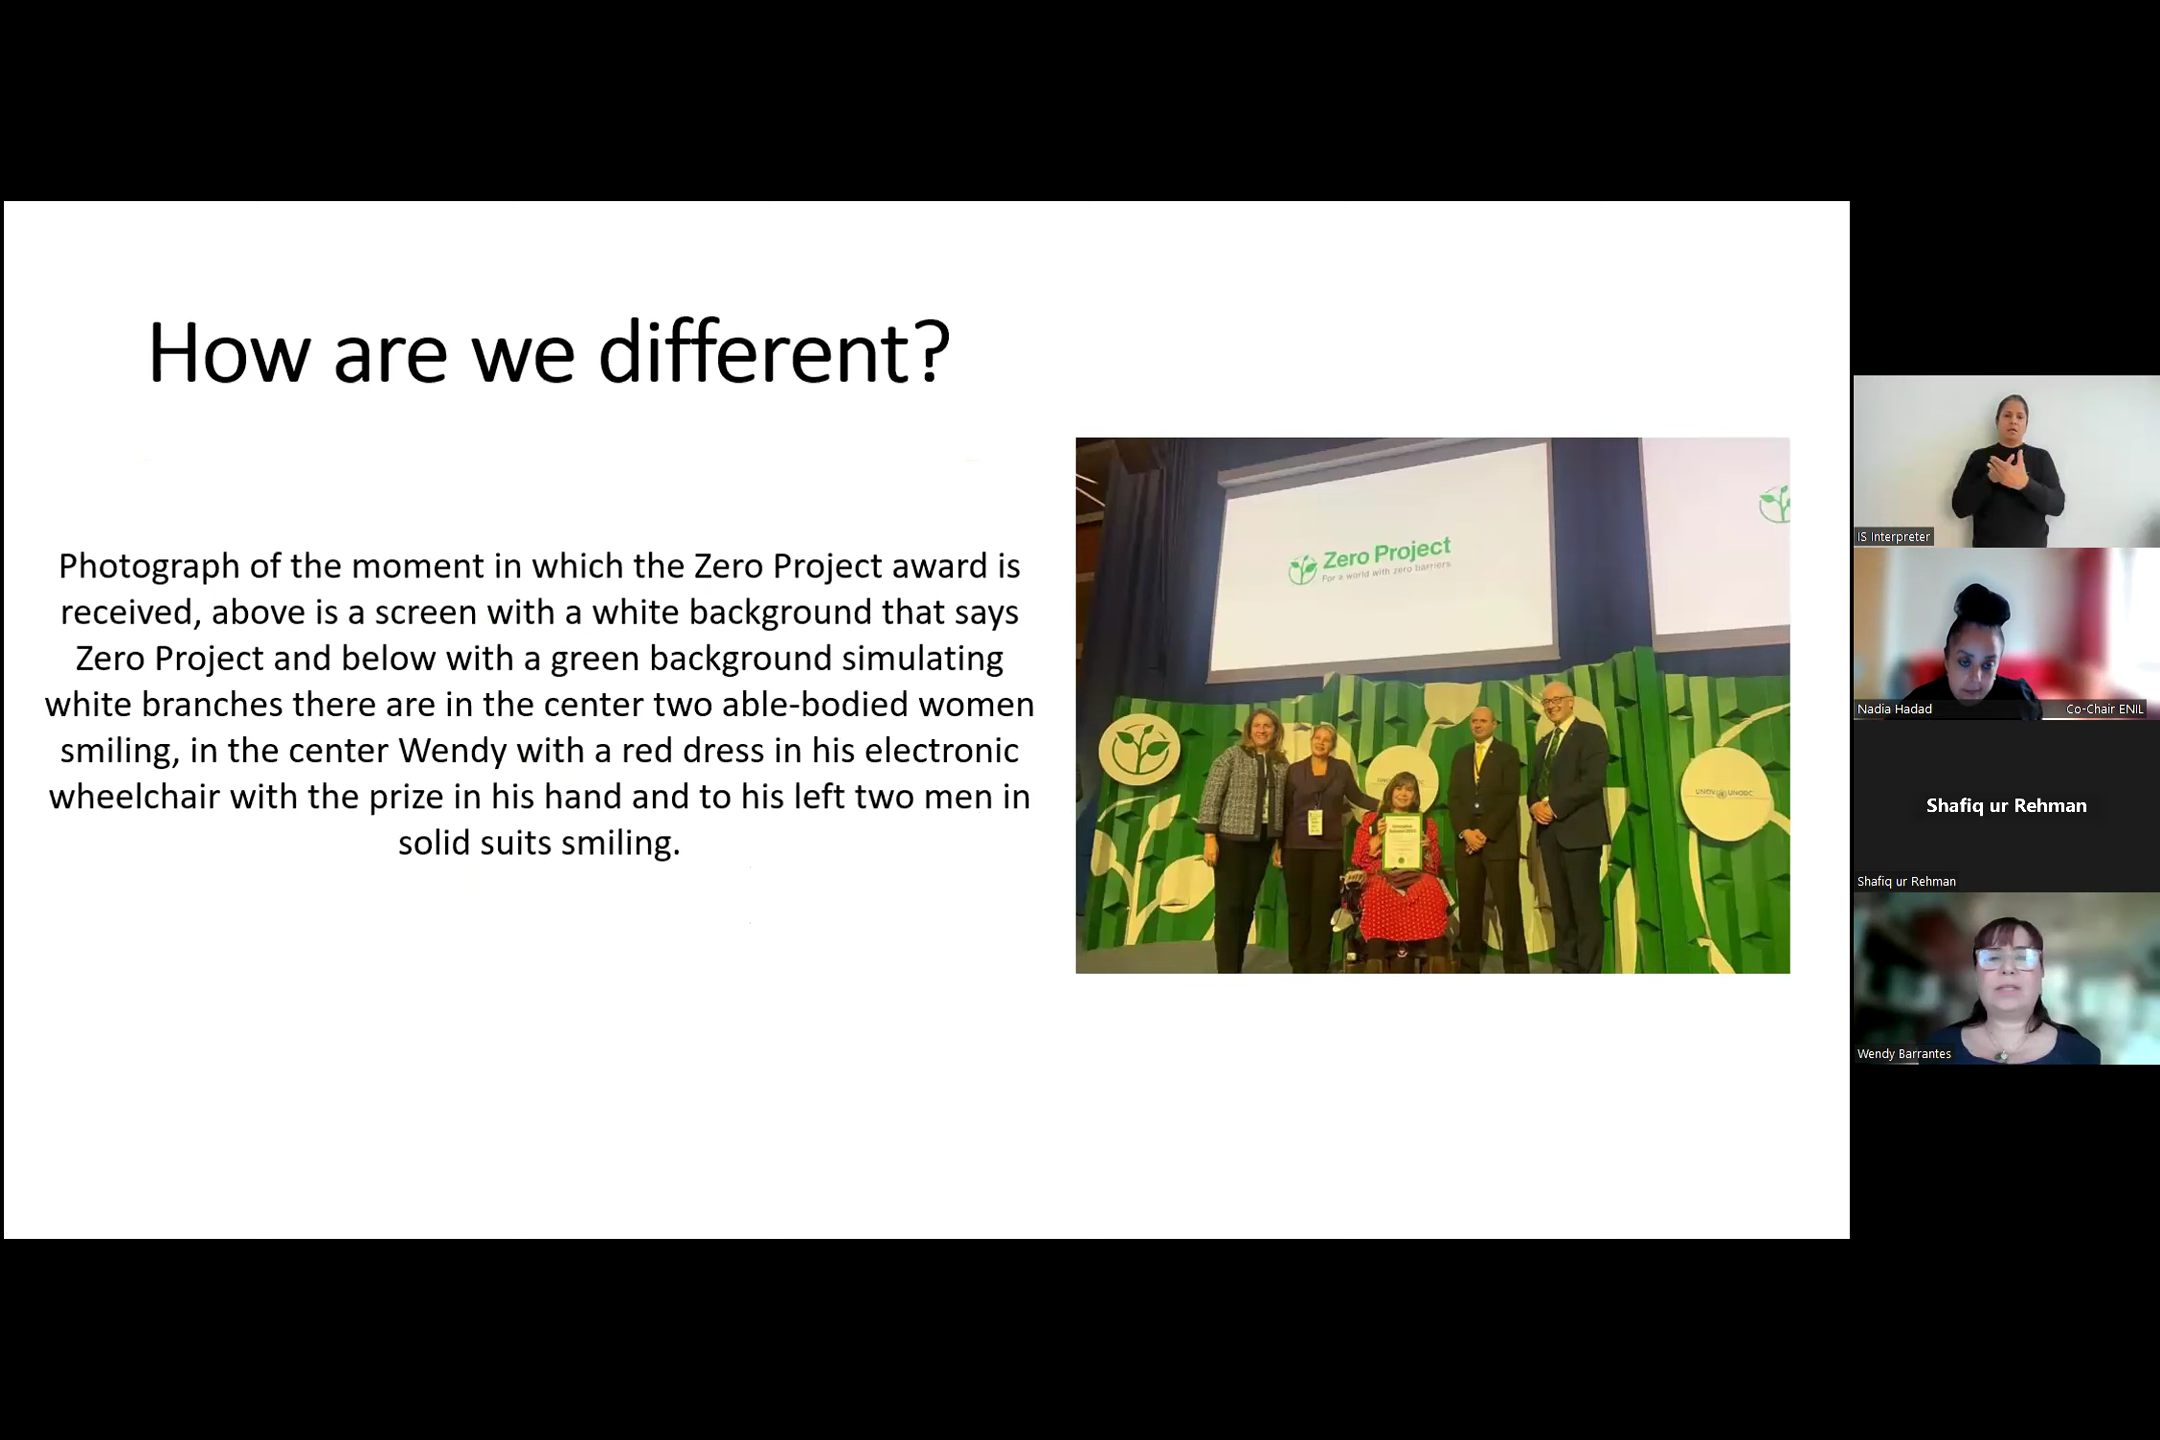 How are we different?
Photograph of the moment in which the Zero Project award is
received, above is a screen with a white background that says
Zero Project and below with a green background simulating
white branches there are in the center two able-bodied women
smiling, in the center Wendy with a red dress in his electronic
wheelchair with the prize in his hand and to his left two men in
solid suits smiling.
Zero Project
For a world with zero barriers
UNOV UNODC
IS Interpreter
Nadia Hadad Co-Chair ENIL
Shafiq ur Rehman
Shafiq ur Rehman
Wendy Barrantes